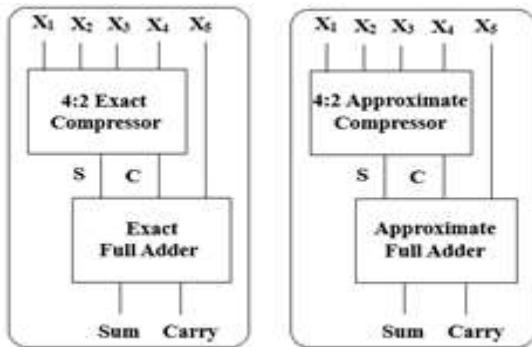 X₁ X₂ X₃ X₄ X₅
4:2 Exact
Compressor
S C
Exact
Full Adder
Sum Carry
X₁ X₂ X₃ X₄ X₅
4:2 Approximate
Compressor
S C
Approximate
Full Adder
Sum Carry